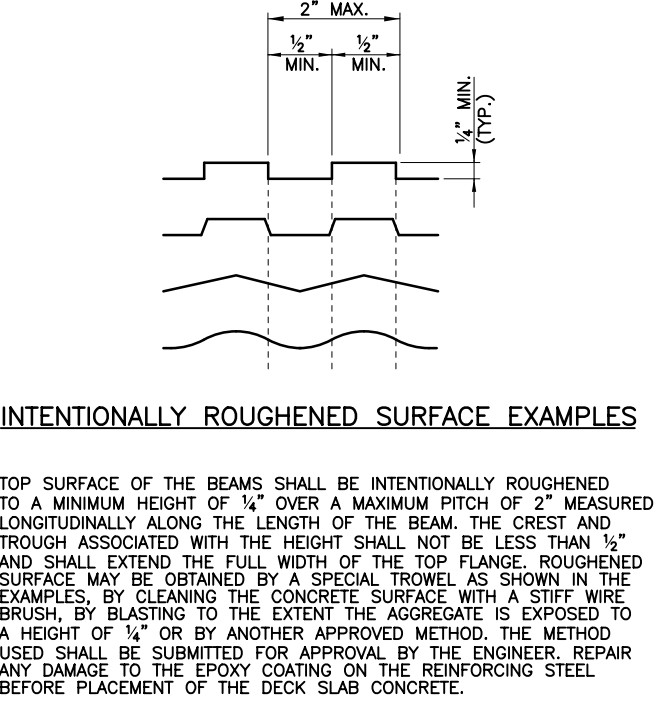 2" MAX.
½" ½"
MIN. MIN.
¼" MIN.
(TYP.)
INTENTIONALLY ROUGHENED SURFACE EXAMPLES
TOP SURFACE OF THE BEAMS SHALL BE INTENTIONALLY ROUGHENED
TO A MINIMUM HEIGHT OF ¼" OVER A MAXIMUM PITCH OF 2" MEASURED
LONGITUDINALLY ALONG THE LENGTH OF THE BEAM. THE CREST AND
TROUGH ASSOCIATED WITH THE HEIGHT SHALL NOT BE LESS THAN ½"
AND SHALL EXTEND THE FULL WIDTH OF THE TOP FLANGE. ROUGHENED
SURFACE MAY BE OBTAINED BY A SPECIAL TROWEL AS SHOWN IN THE
EXAMPLES, BY CLEANING THE CONCRETE SURFACE WITH A STIFF WIRE
BRUSH, BY BLASTING TO THE EXTENT THE AGGREGATE IS EXPOSED TO
A HEIGHT OF ¼" OR BY ANOTHER APPROVED METHOD. THE METHOD
USED SHALL BE SUBMITTED FOR APPROVAL BY THE ENGINEER. REPAIR
ANY DAMAGE TO THE EPOXY COATING ON THE REINFORCING STEEL
BEFORE PLACEMENT OF THE DECK SLAB CONCRETE.